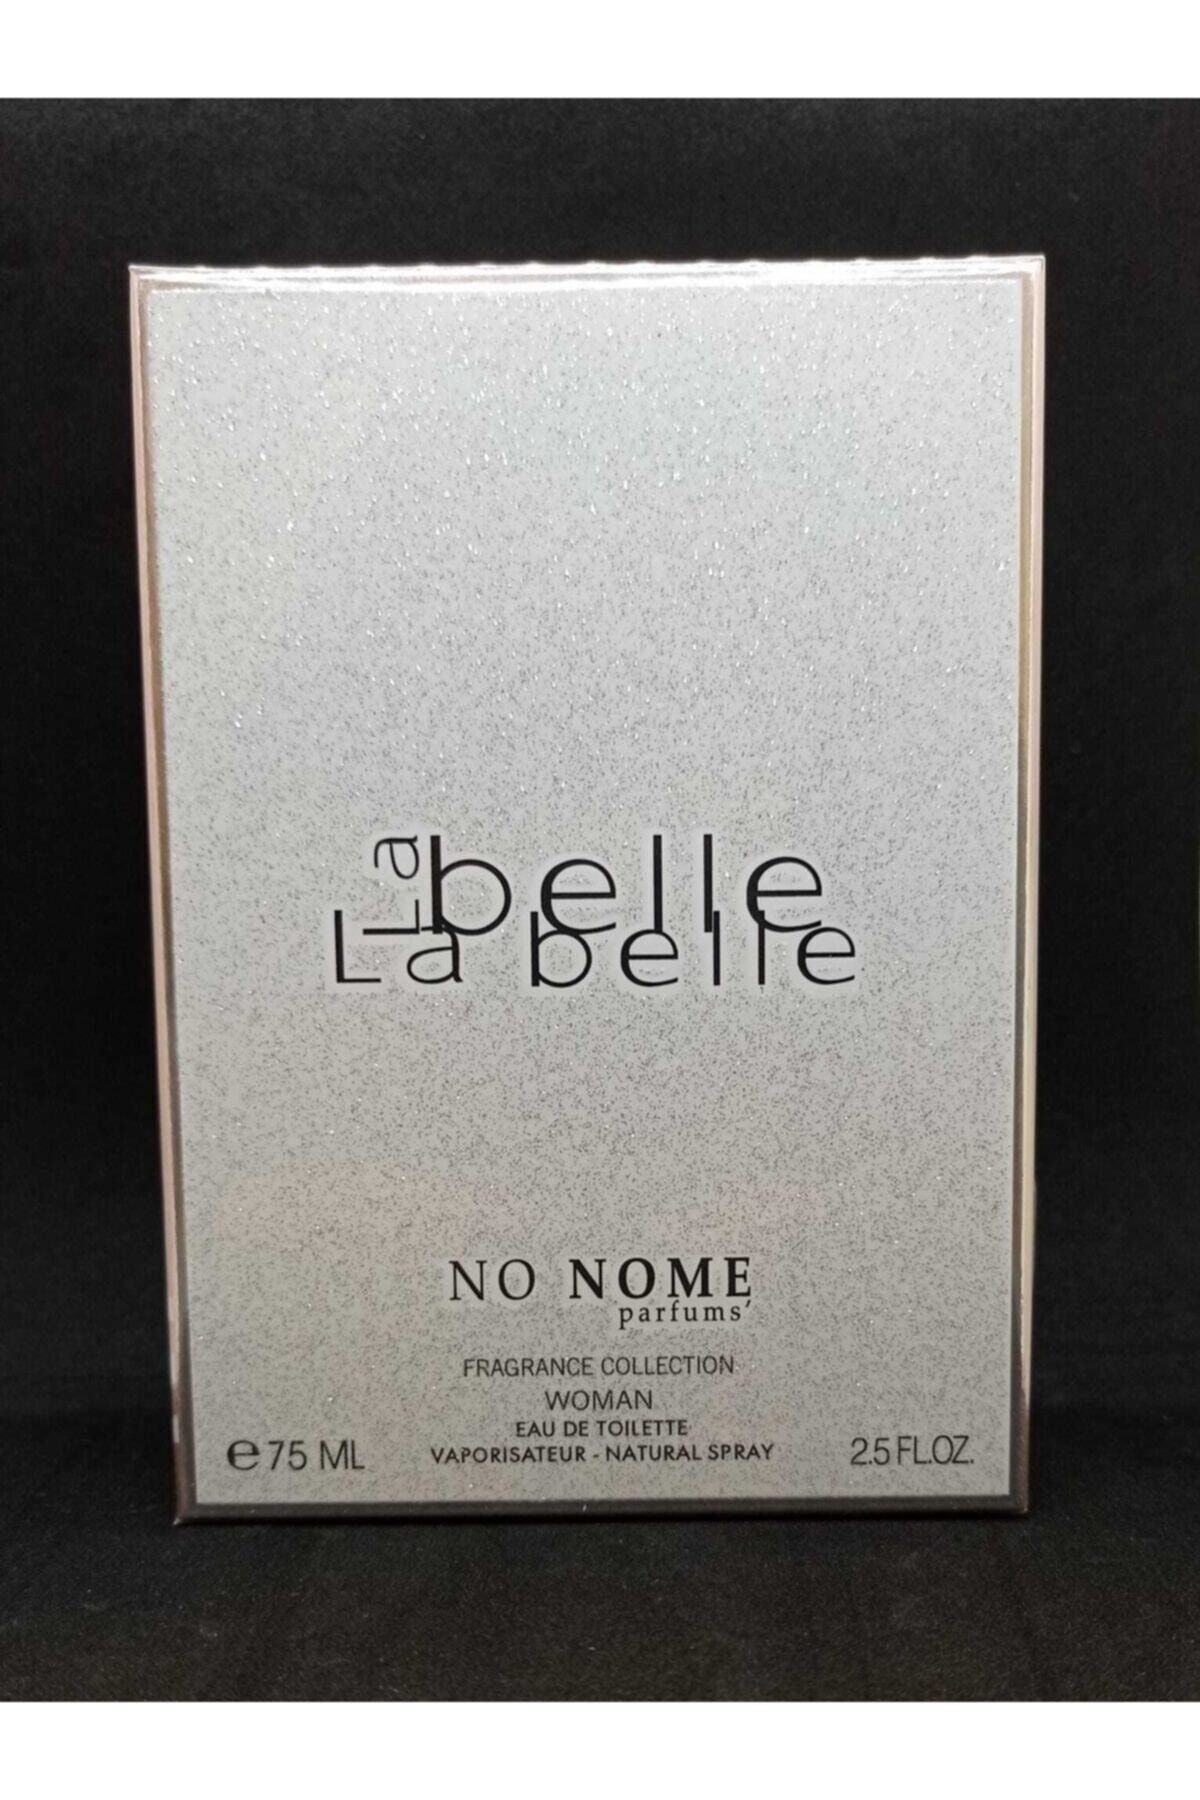 La belle
La belle
NO NOME
parfums'
FRAGRANCE COLLECTION
WOMAN
EAU DE TOILETTE
VAPORISATEUR - NATURAL SPRAY
℮75 ML
2.5 FL.OZ.